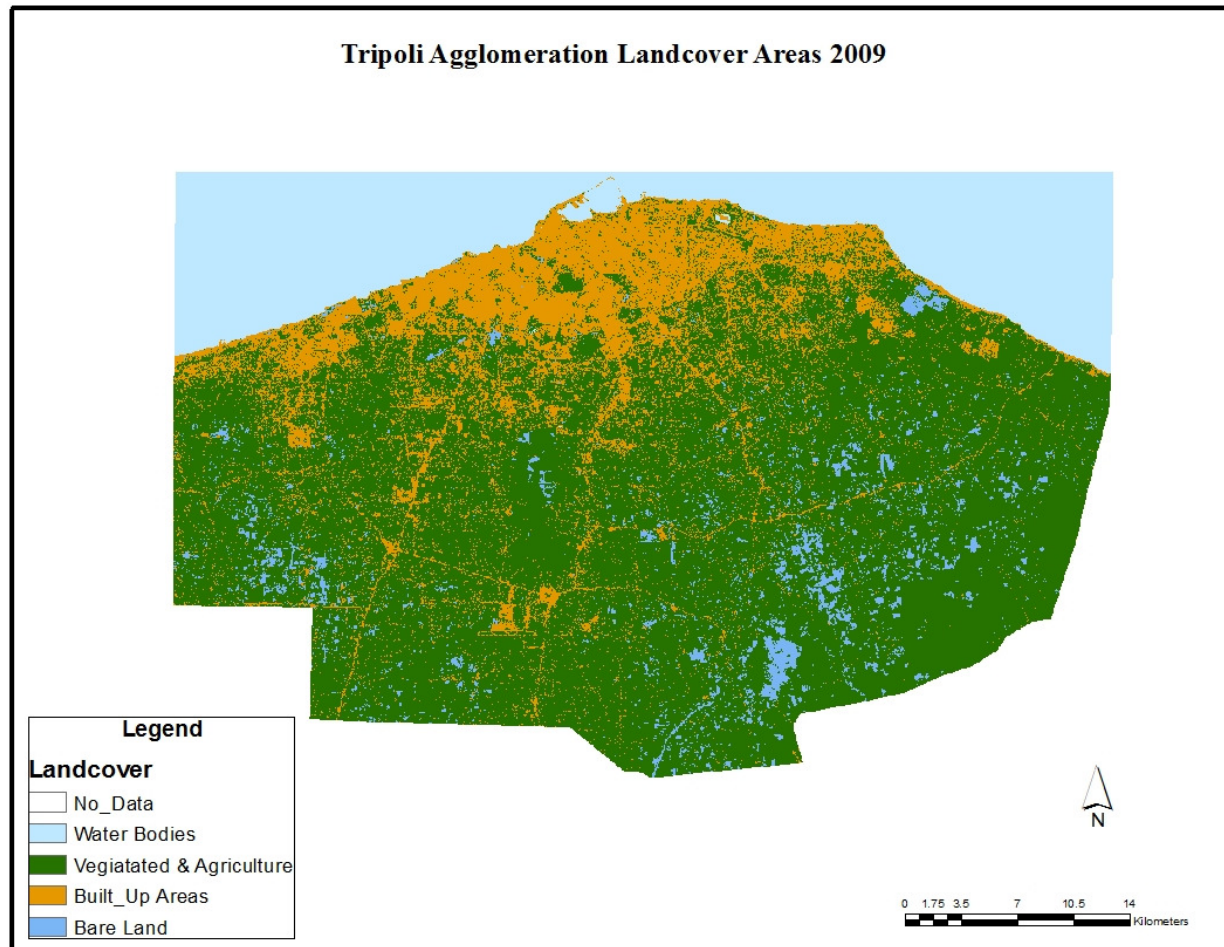 Tripoli Agglomeration Landcover Areas 2009
Legend
Landcover
No_Data
Water Bodies
Vegiatated & Agriculture
Built_Up Areas
Bare Land
N
0 1.75 3.5 7 10.5 14
Kilometers